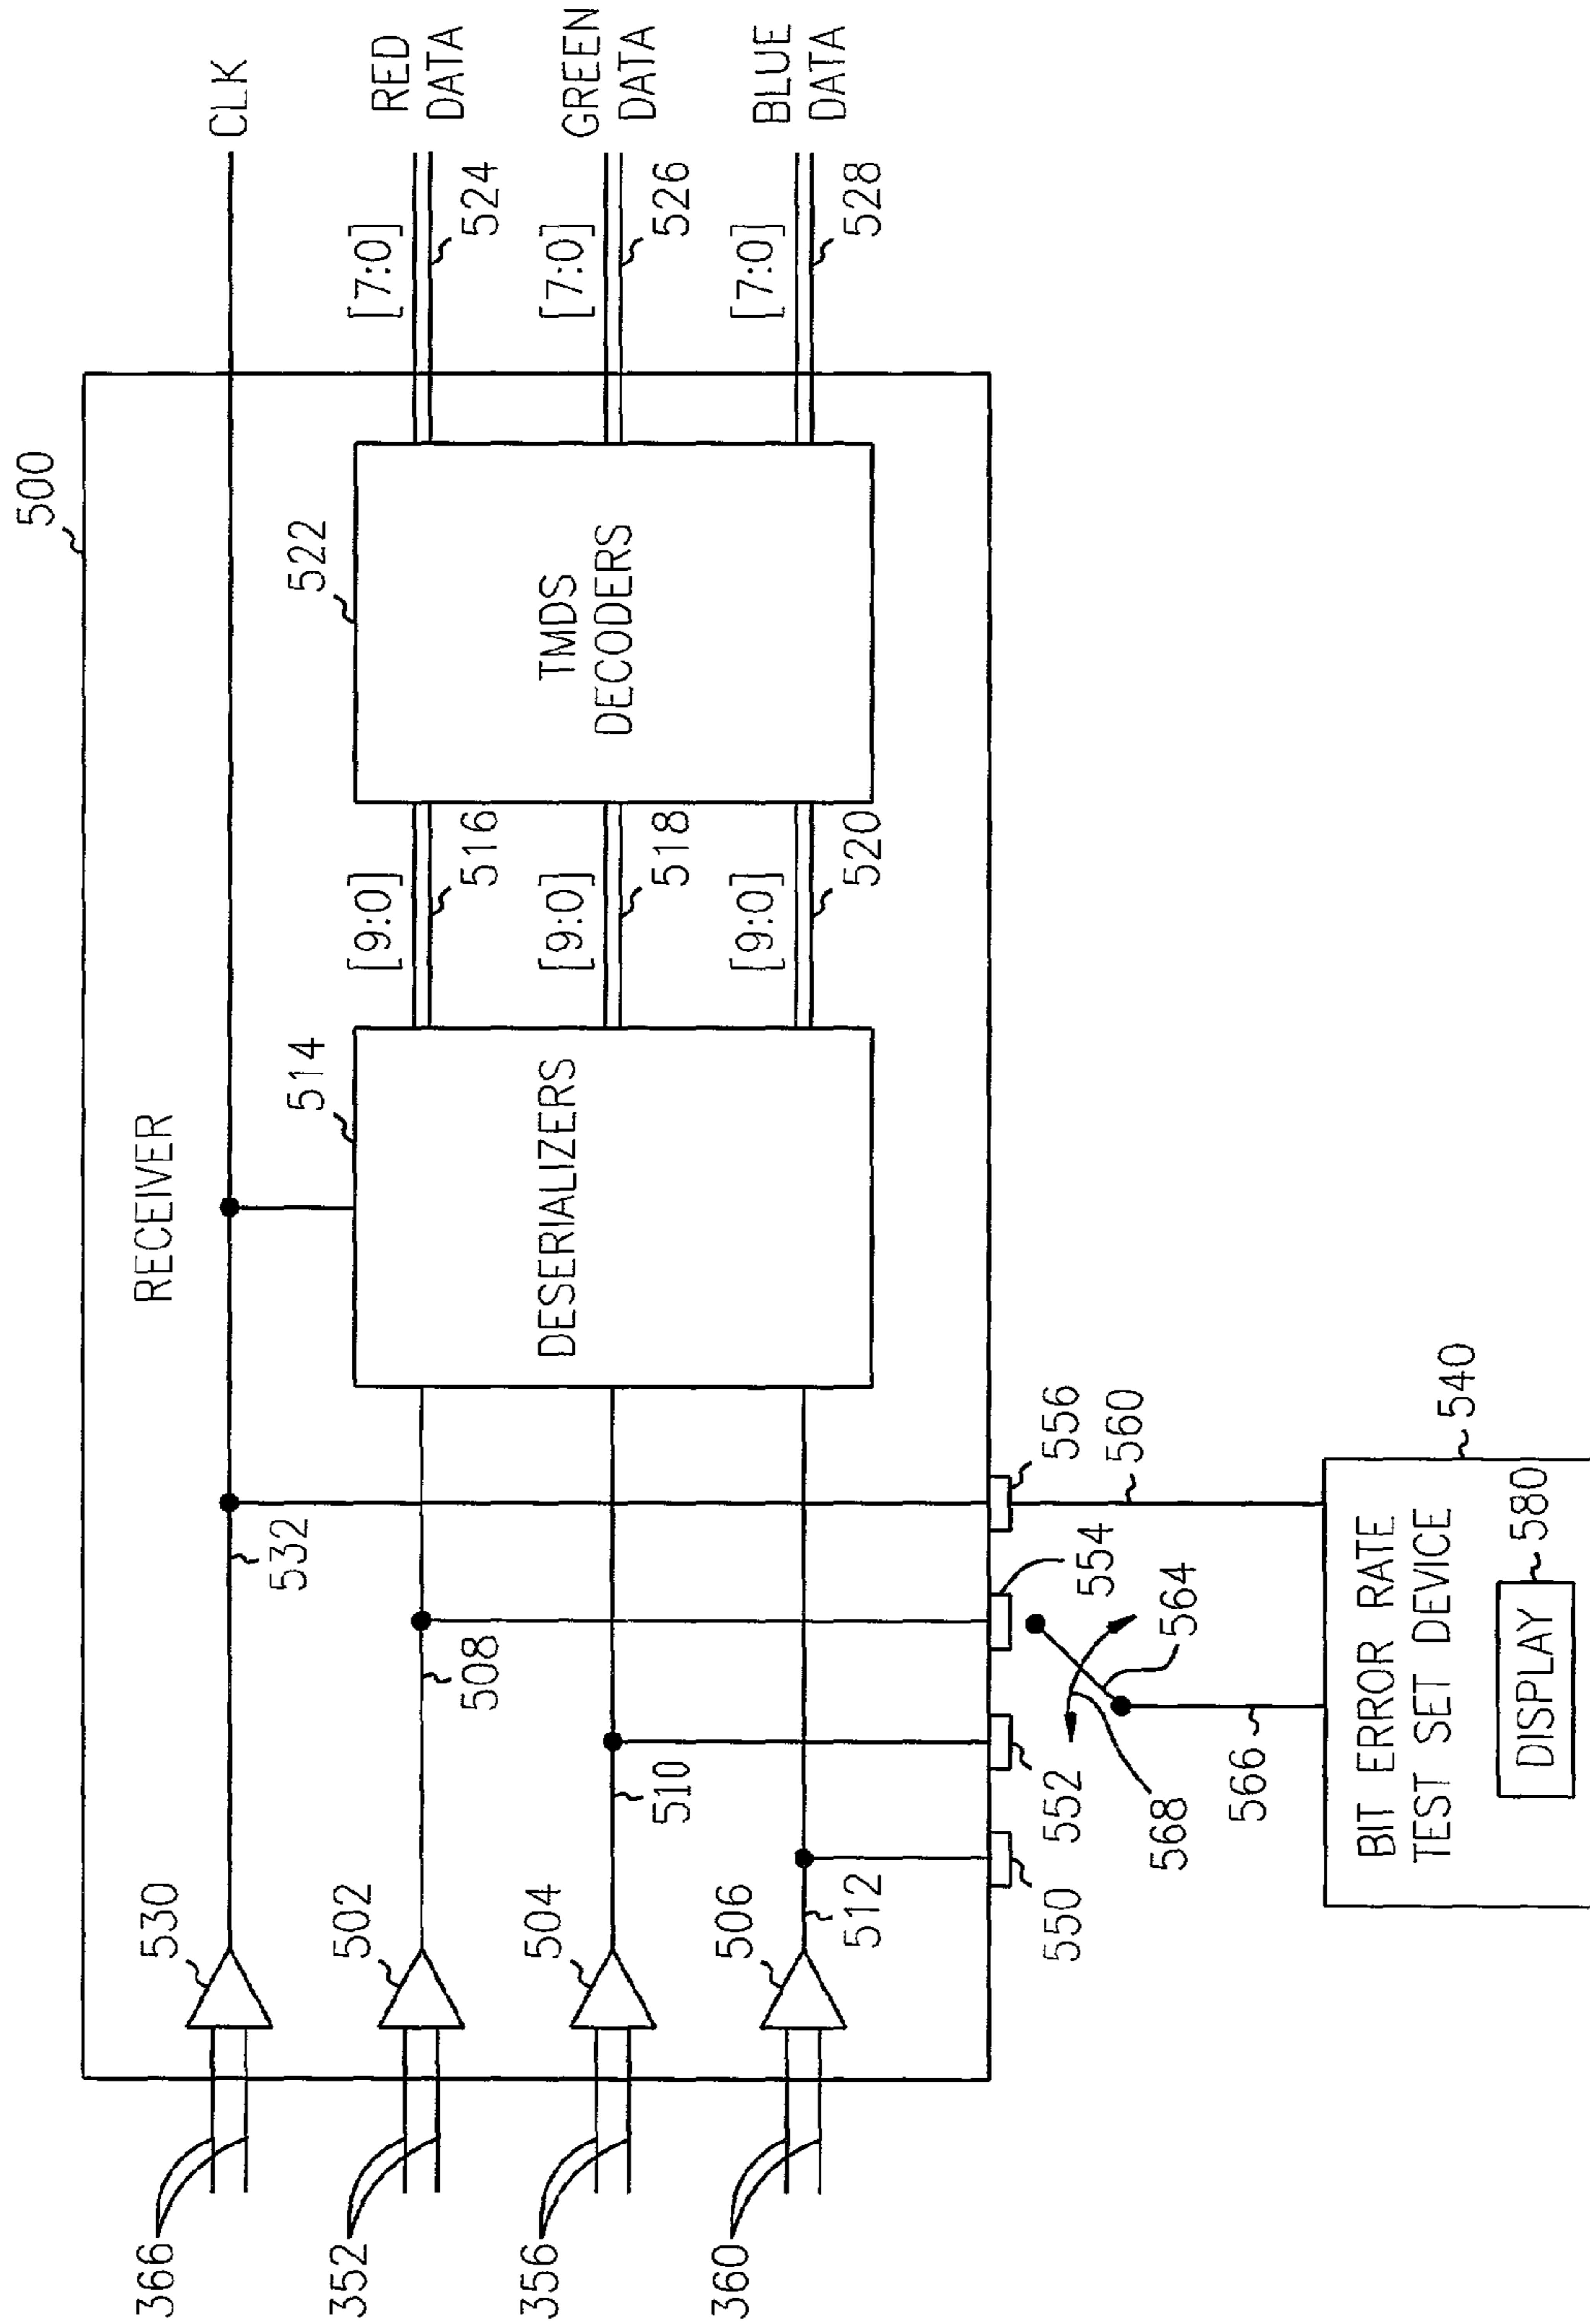 500
RECEIVER
CLK
366
530
532
514
522
[9:0]
[7:0]
RED
DATA
352
502
508
516
524
DESERIALIZERS
TMDS
DECODERS
[9:0]
[7:0]
GREEN
DATA
356
504
510
518
526
[9:0]
[7:0]
BLUE
DATA
360
506
512
520
528
550
552
554
556
568
564
560
566
540
BIT ERROR RATE
TEST SET DEVICE
DISPLAY
580